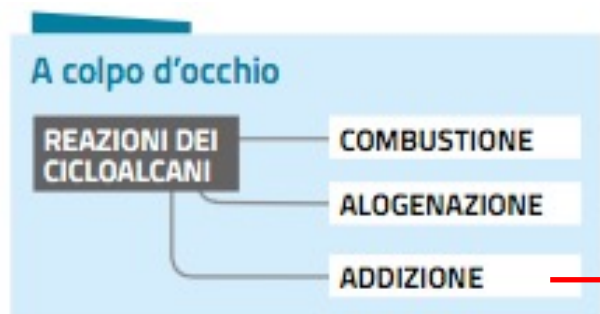 A colpo d'occhio
REAZIONI DEI
CICLOALCANI
COMBUSTIONE
ALOGENAZIONE
ADDIZIONE